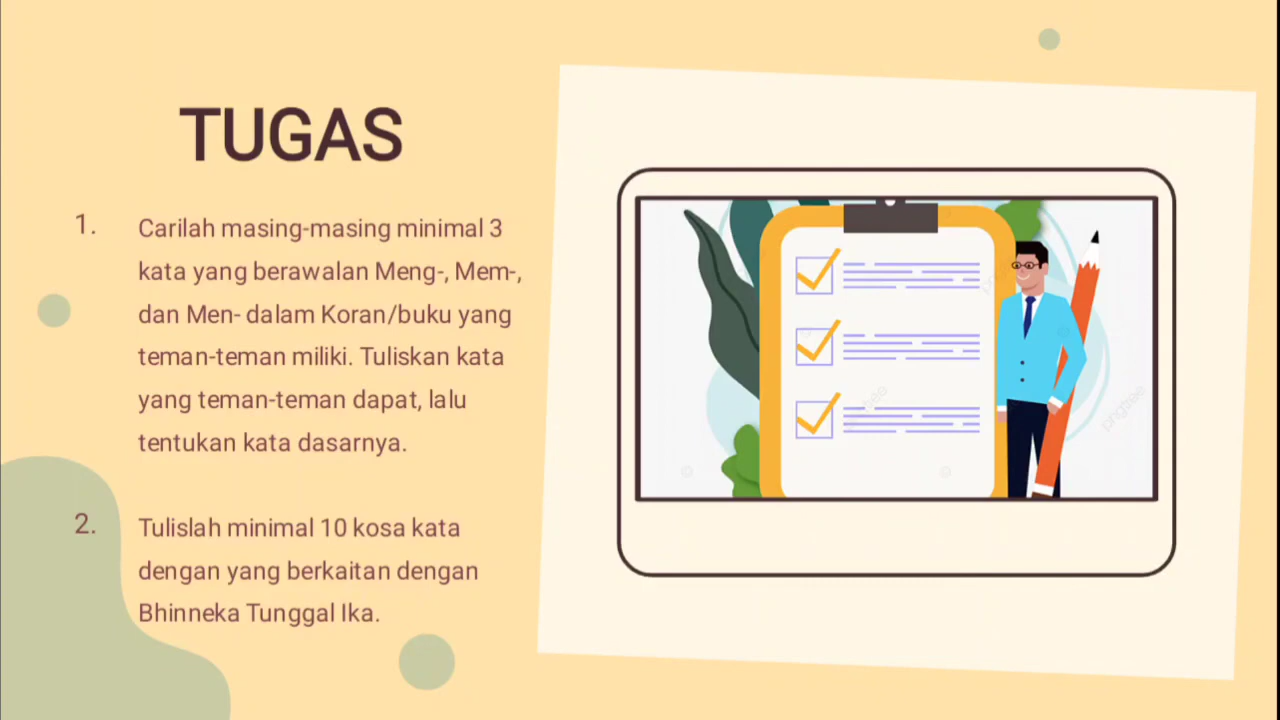 TUGAS
1. Carilah masing-masing minimal 3
kata yang berawalan Meng-, Mem-,
dan Men- dalam Koran/buku yang
teman-teman miliki. Tuliskan kata
yang teman-teman dapat, lalu
tentukan kata dasarnya.
2. Tulislah minimal 10 kosa kata
dengan yang berkaitan dengan
Bhinneka Tunggal Ika.
pngtree